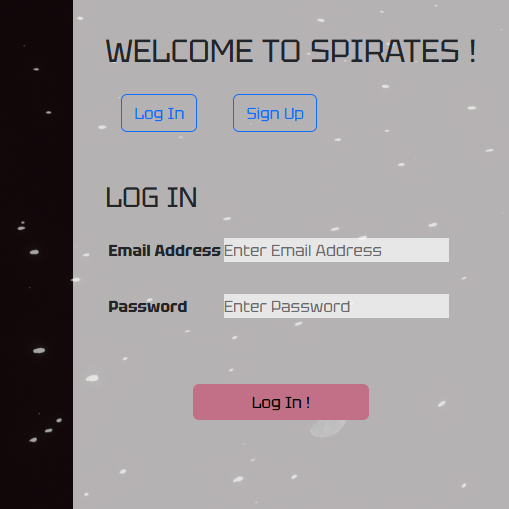 WELCOME TO SPIRATES !
Log In Sign Up
LOG IN
Email Address Enter Email Address
Password Enter Password
Log In !